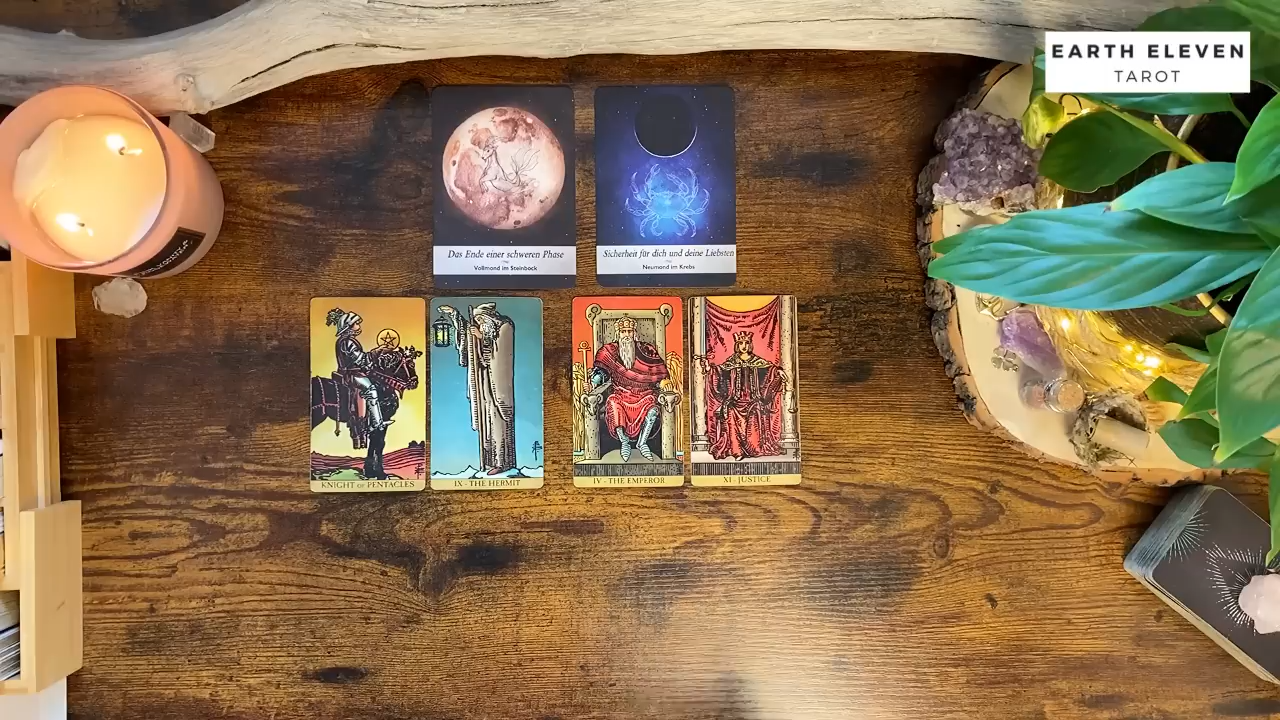 EARTH ELEVEN
TAROT
Das Ende einer schweren Phase
Vollmond im Steinbock
Sicherheit für dich und deine Liebsten
Neumond im Krebs
KNIGHT OF PENTACLES
IX - THE HERMIT
IV - THE EMPEROR
XI - JUSTICE